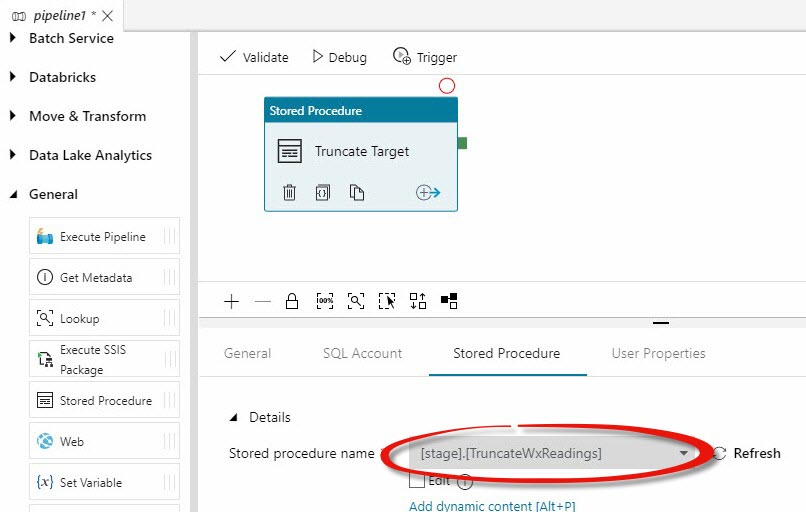 pipeline1 *
Batch Service
Databricks
Move & Transform
Data Lake Analytics
General
Execute Pipeline
Get Metadata
Lookup
Execute SSIS
Package
Stored Procedure
Web
Set Variable
Validate Debug Trigger
Stored Procedure
Truncate Target
100%
General SQL Account Stored Procedure User Properties
Details
Stored procedure name [stage].[TruncateWxReadings] Refresh
Edit
Add dynamic content [Alt+P]